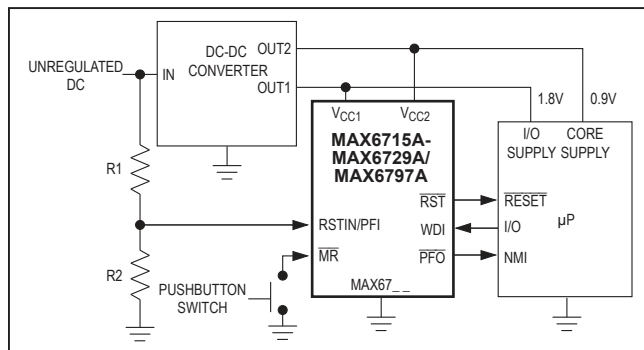 UNREGULATED
DC
IN
DC-DC
CONVERTER
OUT2
OUT1
1.8V
0.9V
VCC1
VCC2
MAX6715A-
MAX6729A/
MAX6797A
I/O
SUPPLY
CORE
SUPPLY
R1
RST
RESET
RSTIN/PFI
WDI
I/O
µP
MR
PFO
NMI
R2
PUSHBUTTON
SWITCH
MAX67_ _